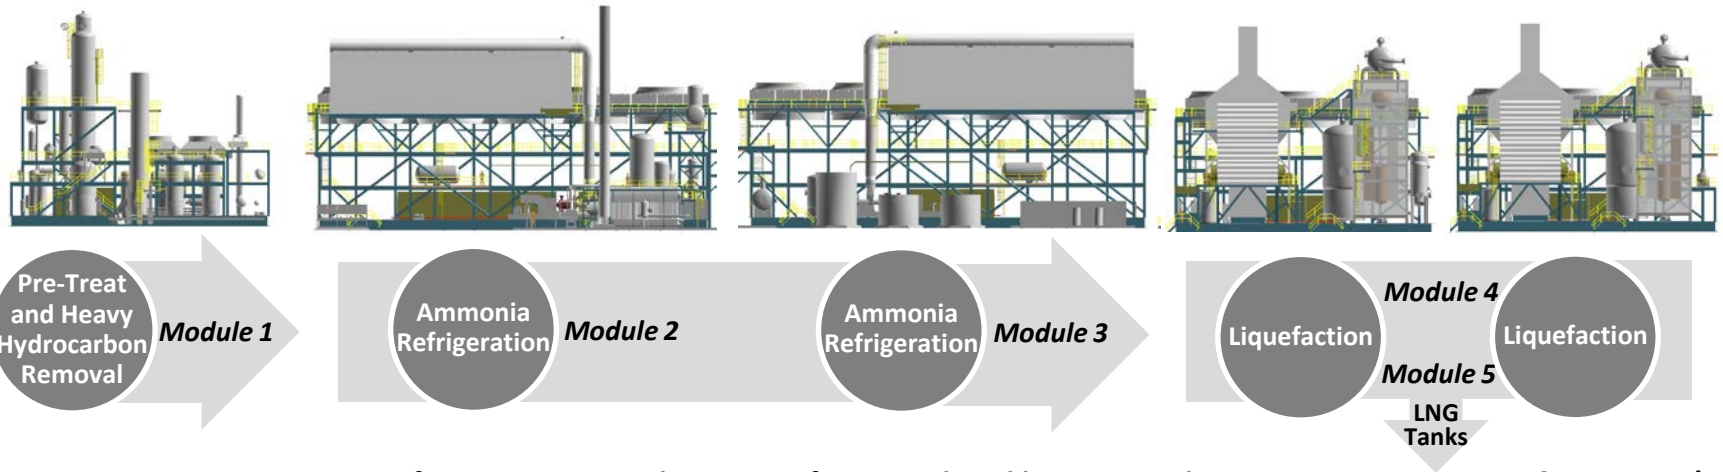 Pre-Treat
and Heavy
Hydrocarbon
Removal
Module 1
Ammonia
Refrigeration
Module 2
Ammonia
Refrigeration
Module 3
Liquefaction
Module 4
Module 5
Liquefaction
LNG
Tanks